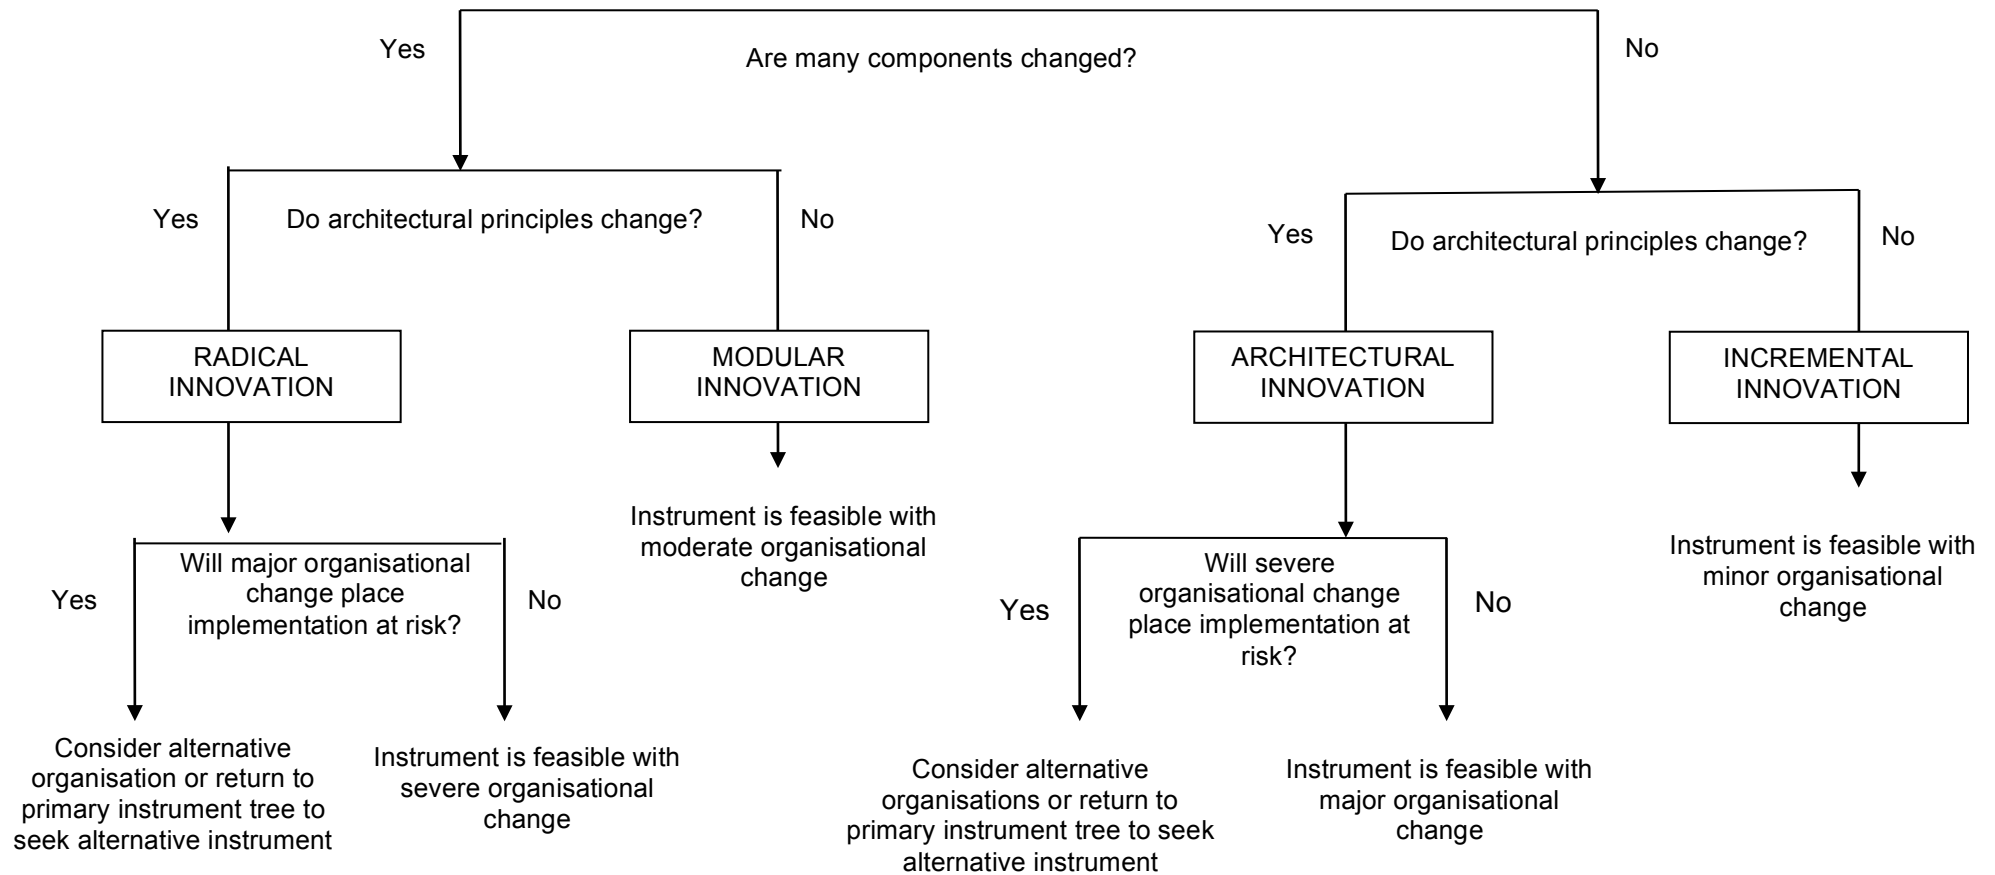 Yes
Are many components changed?
No
Yes
Do architectural principles change?
No
Yes
Do architectural principles change?
No
RADICAL
INNOVATION
MODULAR
INNOVATION
ARCHITECTURAL
INNOVATION
INCREMENTAL
INNOVATION
Yes
Will major organisational
change place
implementation at risk?
No
Instrument is feasible with
moderate organisational
change
Yes
Will severe
organisational change
place implementation at
risk?
No
Instrument is feasible with
minor organisational
change
Consider alternative
organisation or return to
primary instrument tree to
seek alternative instrument
Instrument is feasible with
severe organisational
change
Consider alternative
organisations or return to
primary instrument tree to seek
alternative instrument
Instrument is feasible with
major organisational
change